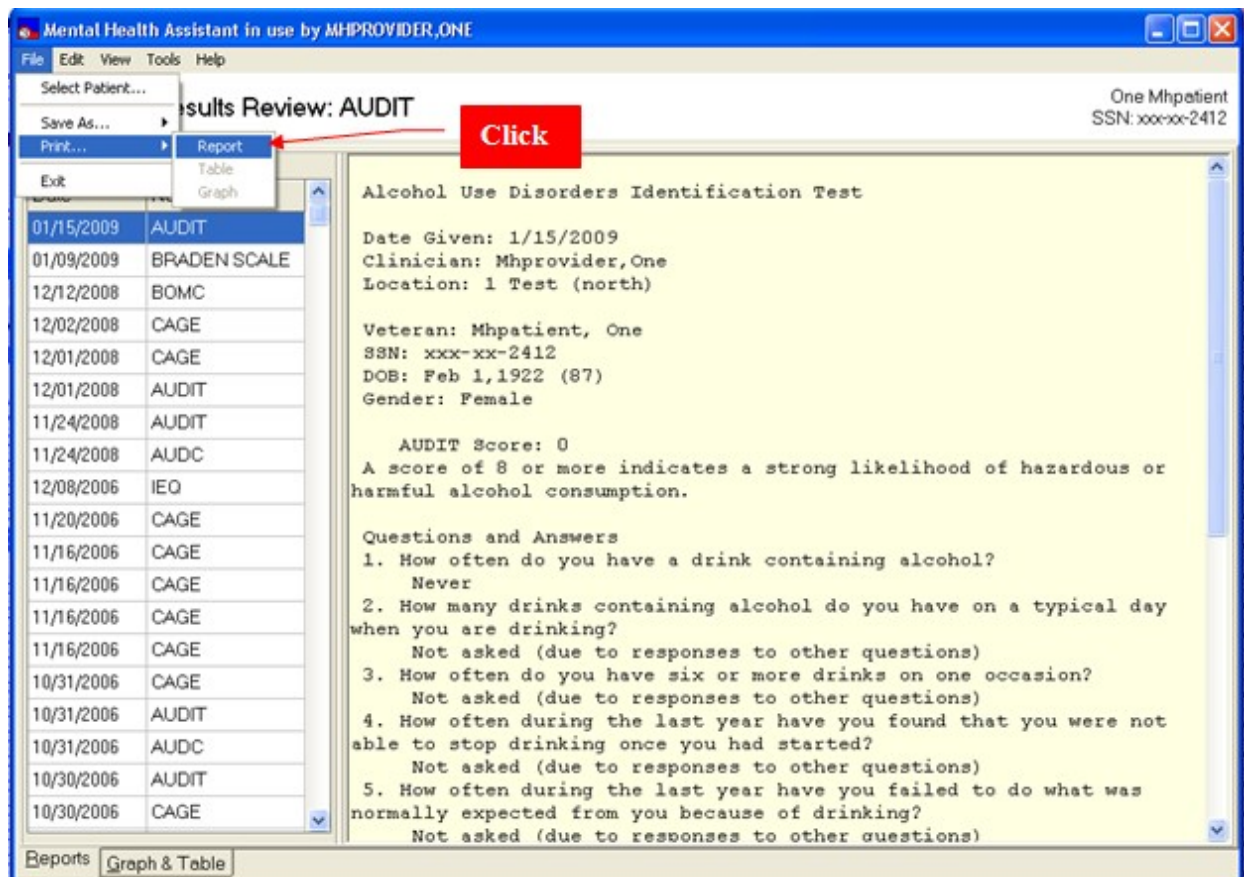 Mental Health Assistant in use by MHPROVIDER,ONE
File Edit View Tools Help
Select Patient...
Save As...
Print...
Exit
Report
Table
Graph
esults Review: AUDIT
Click
One Mhpatient
SSN: xxx-xx-2412
01/15/2009 AUDIT
01/09/2009 BRADEN SCALE
12/12/2008 BOMC
12/02/2008 CAGE
12/01/2008 CAGE
12/01/2008 AUDIT
11/24/2008 AUDIT
11/24/2008 AUDC
12/08/2006 IEQ
11/20/2006 CAGE
11/16/2006 CAGE
11/16/2006 CAGE
11/16/2006 CAGE
11/16/2006 CAGE
10/31/2006 CAGE
10/31/2006 AUDIT
10/31/2006 AUDC
10/30/2006 AUDIT
10/30/2006 CAGE
Alcohol Use Disorders Identification Test
Date Given: 1/15/2009
Clinician: Mhprovider,One
Location: 1 Test (north)
Veteran: Mhpatient, One
SSN: xxx-xx-2412
DOB: Feb 1,1922 (87)
Gender: Female
AUDIT Score: 0
A score of 8 or more indicates a strong likelihood of hazardous or
harmful alcohol consumption.
Questions and Answers
1. How often do you have a drink containing alcohol?
Never
2. How many drinks containing alcohol do you have on a typical day
when you are drinking?
Not asked (due to responses to other questions)
3. How often do you have six or more drinks on one occasion?
Not asked (due to responses to other questions)
4. How often during the last year have you found that you were not
able to stop drinking once you had started?
Not asked (due to responses to other questions)
5. How often during the last year have you failed to do what was
normally expected from you because of drinking?
Not asked (due to responses to other questions)
Reports Graph & Table